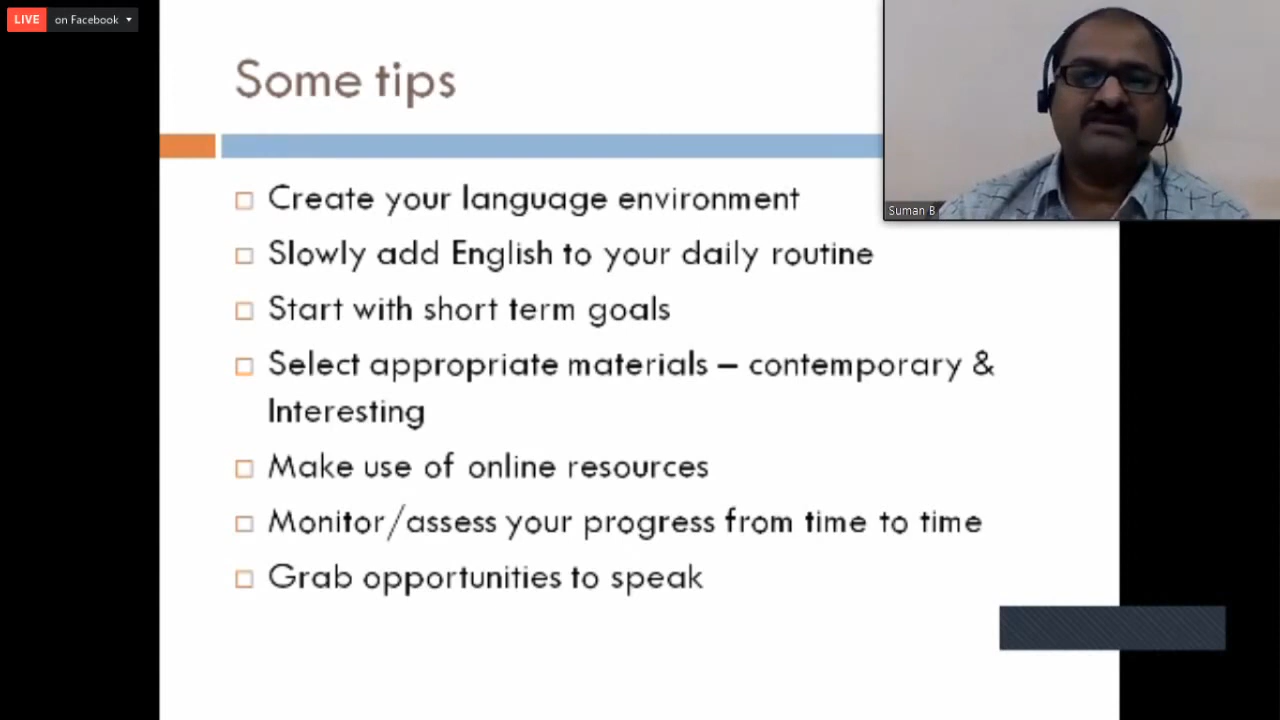 LIVE on Facebook
Some tips
Suman B
Create your language environment
Slowly add English to your daily routine
Start with short term goals
Select appropriate materials – contemporary &
Interesting
Make use of online resources
Monitor/assess your progress from time to time
Grab opportunities to speak